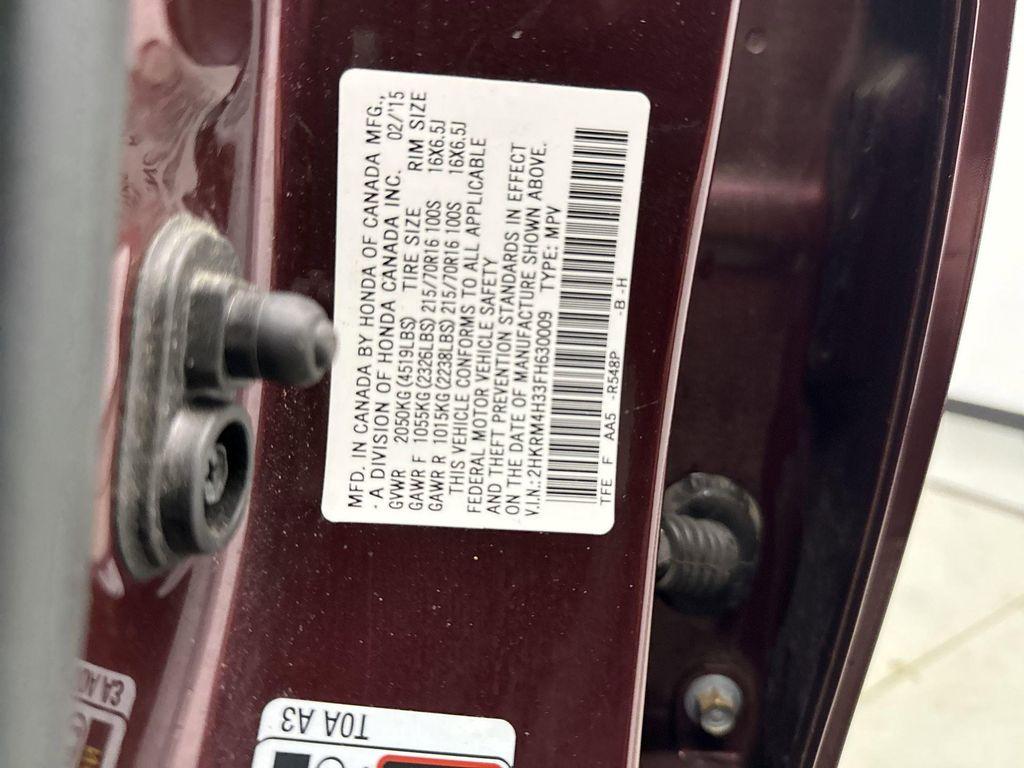 MFD. IN CANADA BY HONDA OF CANADA MFG.,
- A DIVISION OF HONDA CANADA INC. 02/'15
GVWR 2050KG(4519LBS) TIRE SIZE RIM SIZE
GAWR F 1055KG(2326LBS) 215/70R16 100S 16X6.5J
GAWR R 1015KG(2238LBS) 215/70R16 100S 16X6.5J
THIS VEHICLE CONFORMS TO ALL APPLICABLE
FEDERAL MOTOR VEHICLE SAFETY
AND THEFT PREVENTION STANDARDS IN EFFECT
ON THE DATE OF MANUFACTURE SHOWN ABOVE.
V.I.N.:2HKRM4H33FH630009 TYPE: MPV
TFE F AA5 -R548P -B -H
T0A A3